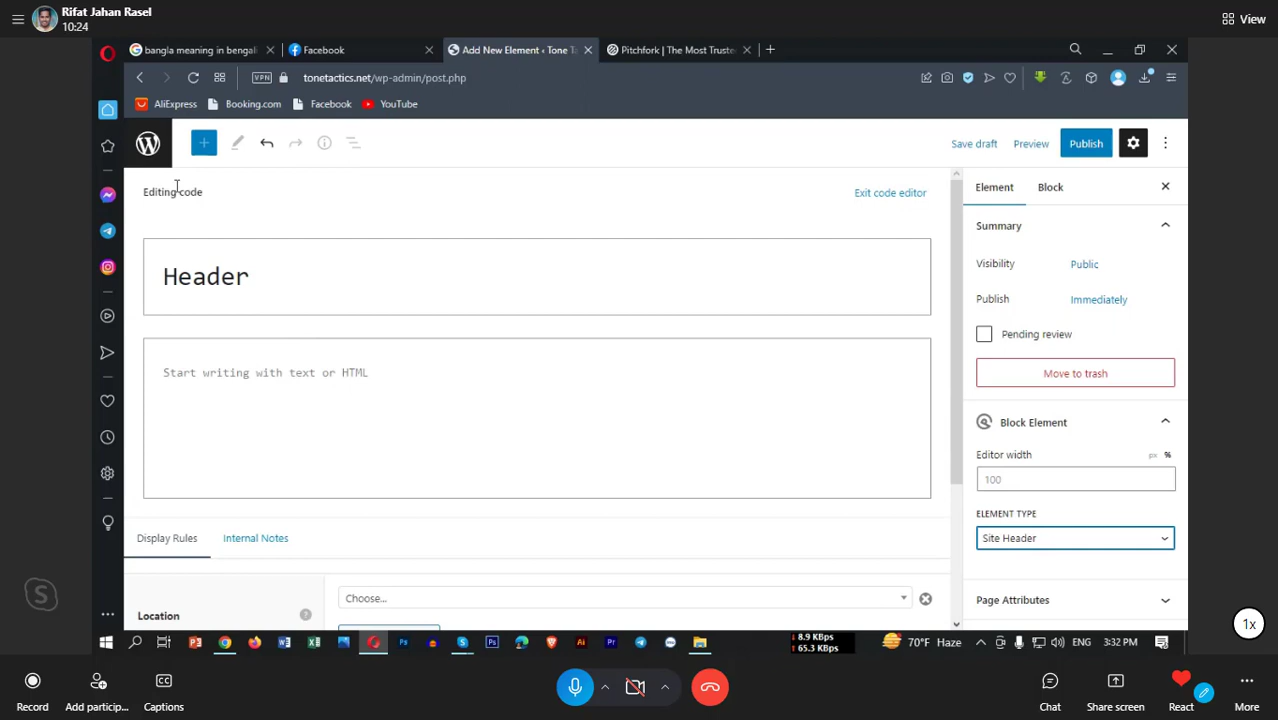 Rifat Jahan Rasel
10:24
View
bangla meaning in bengali
Facebook
Add New Element ‹ Tone Ta
Pitchfork | The Most Truste
VPN
tonetactics.net/wp-admin/post.php
AliExpress
Booking.com
Facebook
YouTube
Save draft
Preview
Publish
Editing code
Exit code editor
Element
Block
Header
Start writing with text or HTML
Summary
Visibility
Public
Publish
Immediately
Pending review
Move to trash
Block Element
Editor width
px
%
100
ELEMENT TYPE
Site Header
Page Attributes
Display Rules
Internal Notes
Location
Choose...
8.9 KBps
65.3 KBps
70°F Haze
ENG
3:32 PM
1x
Record
Add particip...
Captions
Chat
Share screen
React
More